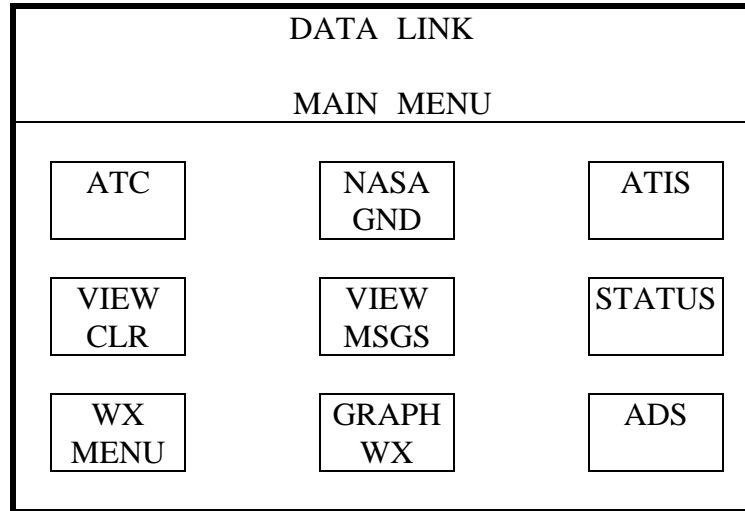 DATA LINK
MAIN MENU
ATC
NASA
GND
ATIS
VIEW
CLR
VIEW
MSGS
STATUS
WX
MENU
GRAPH
WX
ADS